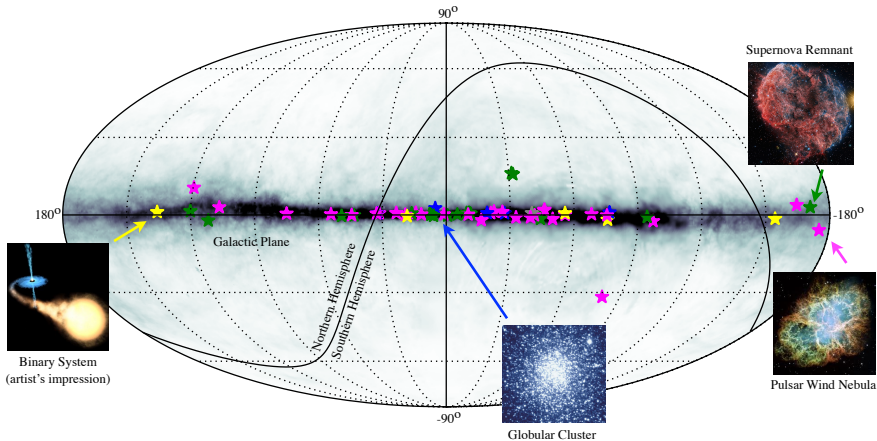 90°
Supernova Remnant
180°
-180°
Galactic Plane
Northern Hemisphere
Southern Hemisphere
Binary System
(artist's impression)
Pulsar Wind Nebula
-90°
Globular Cluster